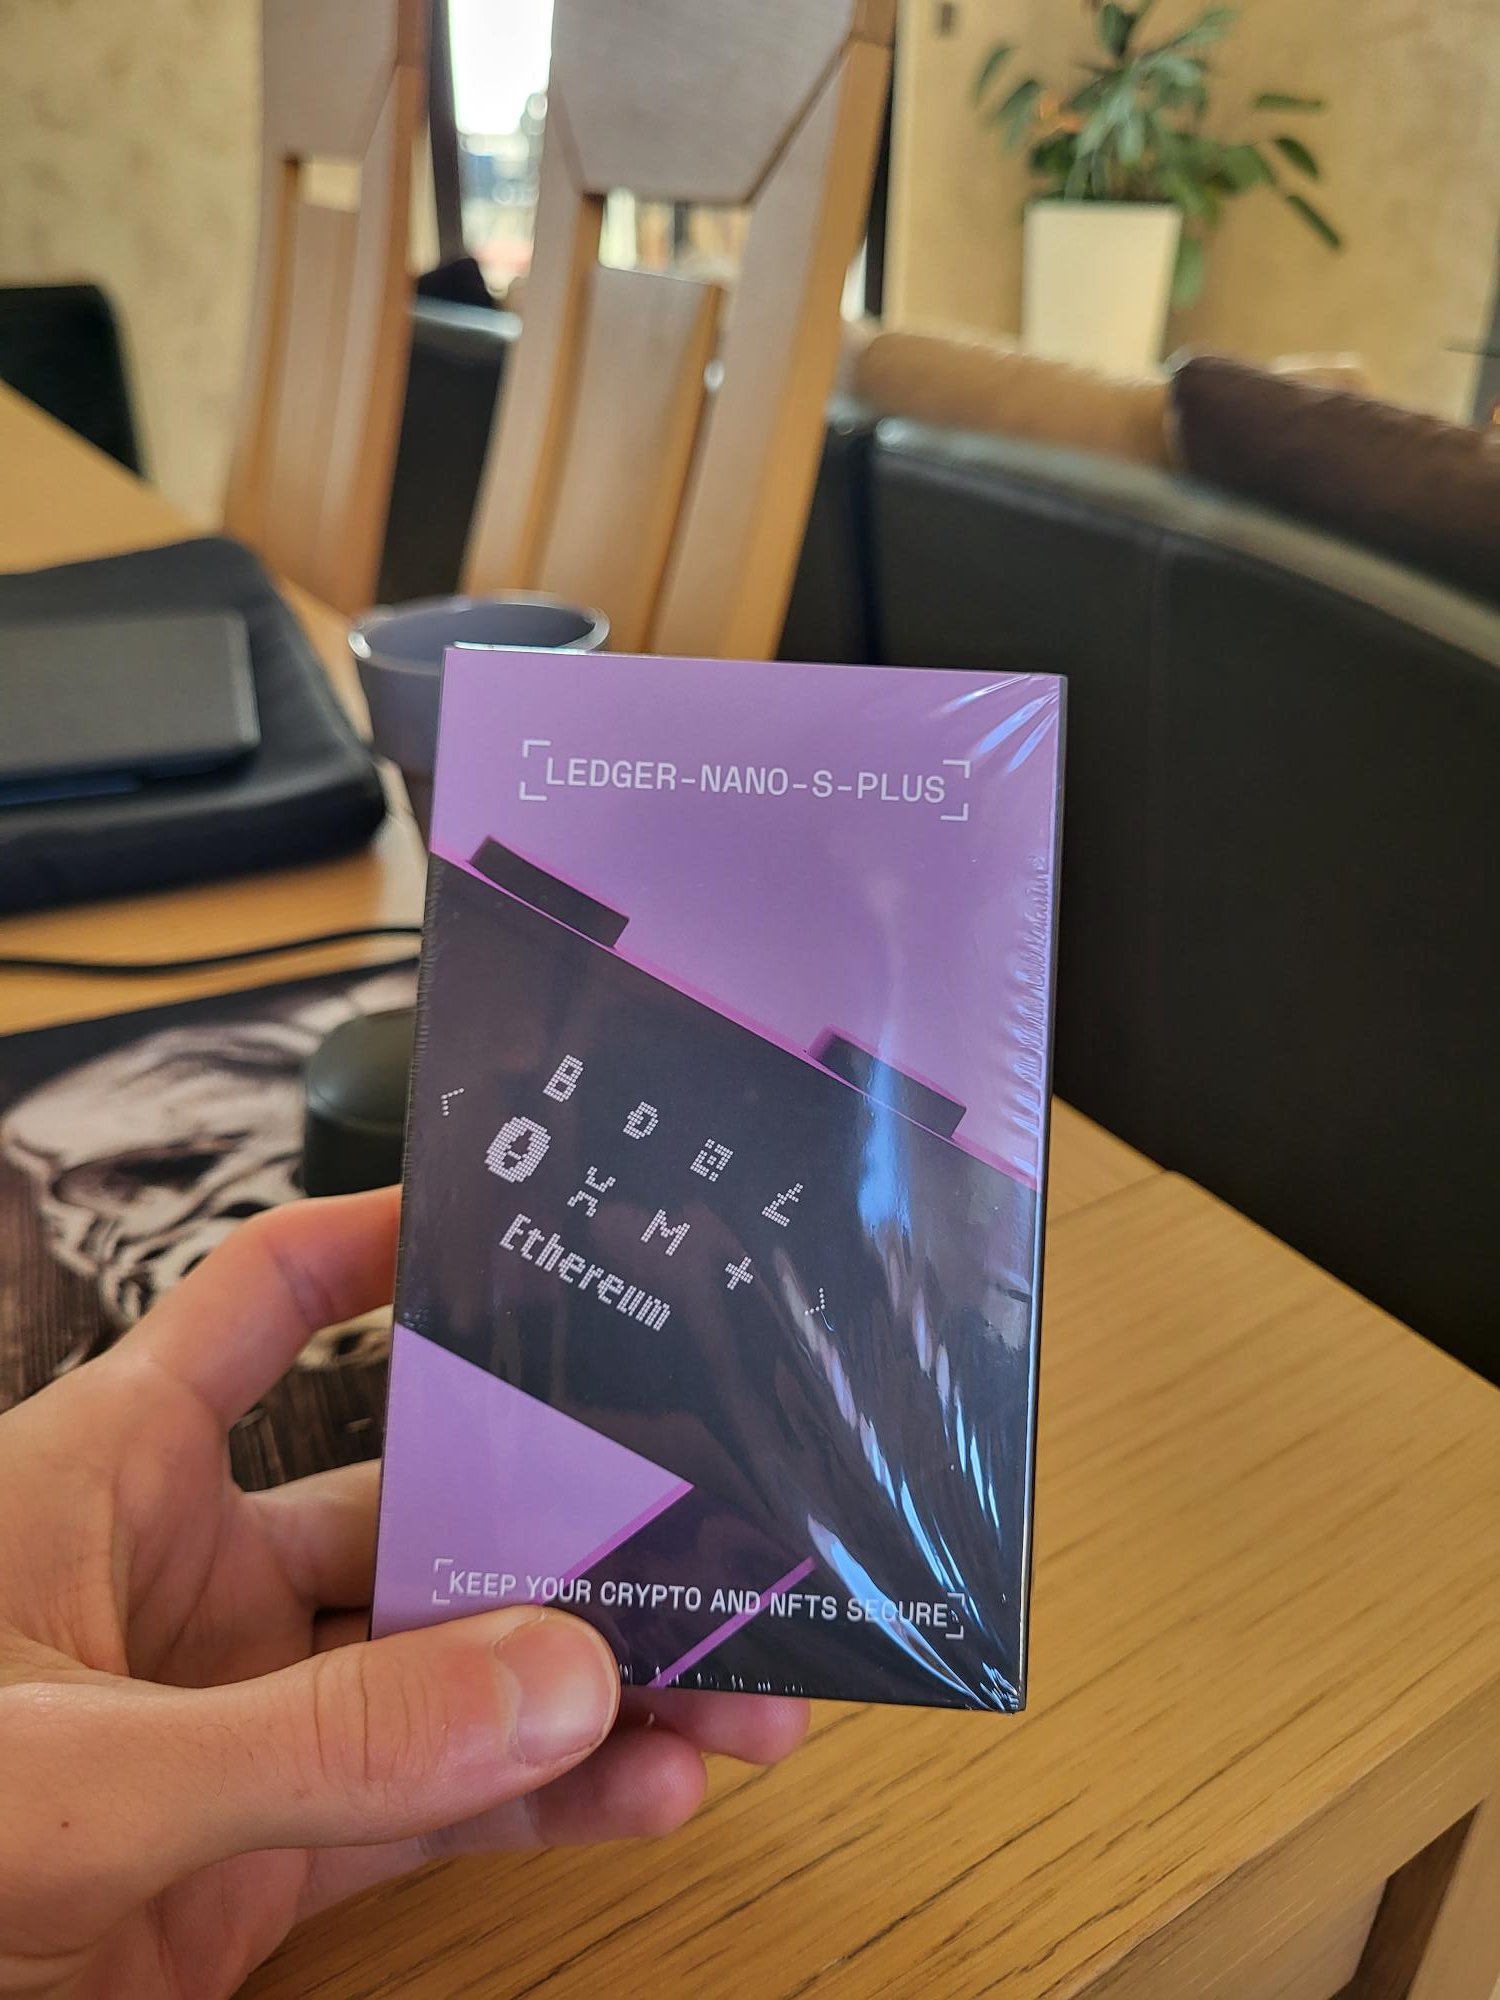 LEDGER-NANO-S-PLUS
Ethereum
KEEP YOUR CRYPTO AND NFTS SECURE